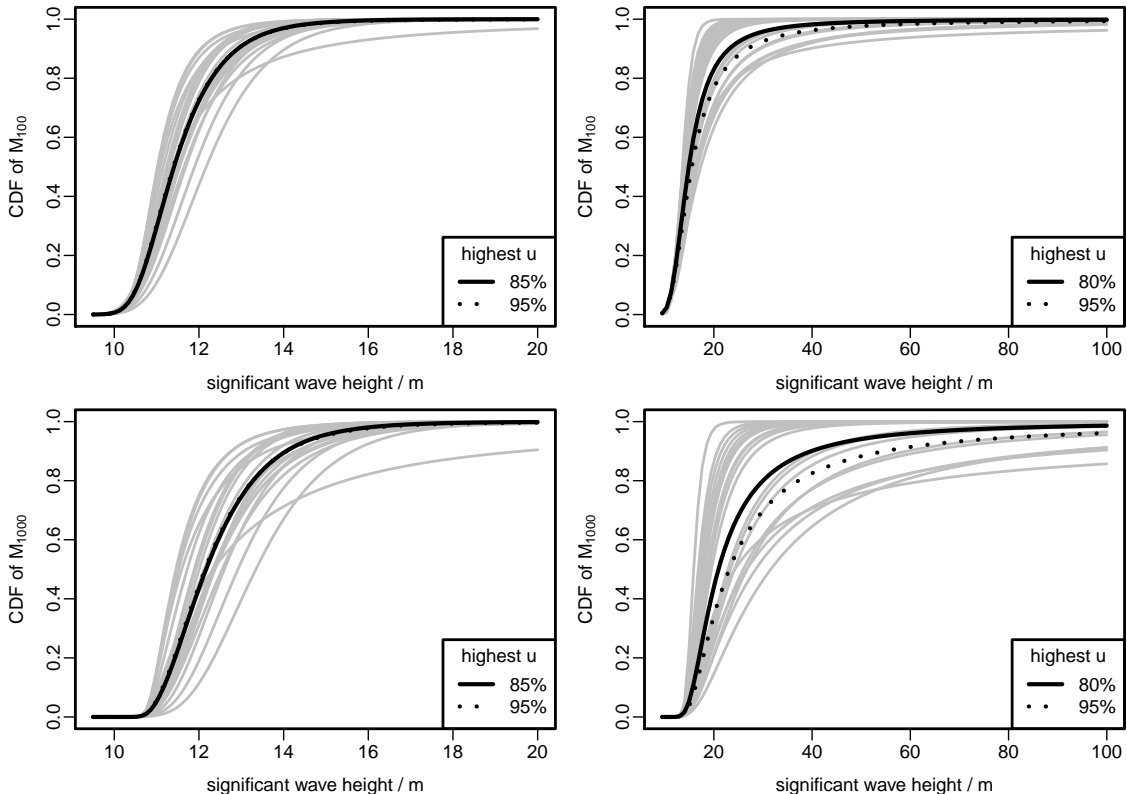 CDF of M100
0.0 0.2 0.4 0.6 0.8 1.0
highest u
85%
95%
10 12 14 16 18 20
significant wave height / m
CDF of M100
0.0 0.2 0.4 0.6 0.8 1.0
highest u
80%
95%
20 40 60 80 100
significant wave height / m
CDF of M1000
0.0 0.2 0.4 0.6 0.8 1.0
highest u
85%
95%
10 12 14 16 18 20
significant wave height / m
CDF of M1000
0.0 0.2 0.4 0.6 0.8 1.0
highest u
80%
95%
20 40 60 80 100
significant wave height / m